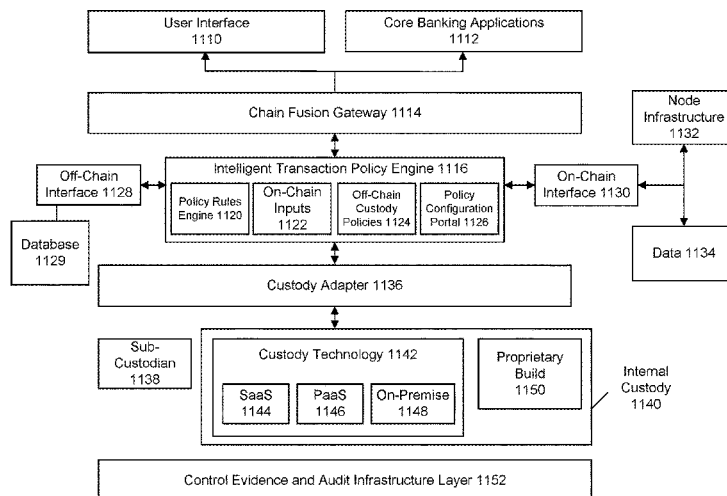 User Interface
1110
Core Banking Applications
1112
Chain Fusion Gateway 1114
Node
Infrastructure
1132
Intelligent Transaction Policy Engine 1116
Off-Chain
Interface 1128
Policy Rules
Engine 1120
On-Chain
Inputs
1122
Off-Chain
Custody
Policies 1124
Policy
Configuration
Portal 1126
On-Chain
Interface 1130
Database
1129
Data 1134
Custody Adapter 1136
Sub-
Custodian
1138
Custody Technology 1142
SaaS
1144
PaaS
1146
On-Premise
1148
Proprietary
Build
1150
Internal
Custody
1140
Control Evidence and Audit Infrastructure Layer 1152